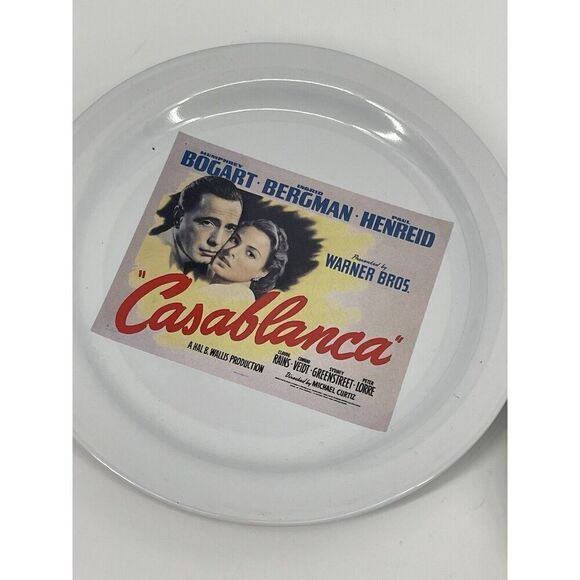 HUMPHREY
BOGART · INGRID
BERGMAN · PAUL
HENREID
Presented by
WARNER BROS.
"Casablanca"
A HAL B. WALLIS PRODUCTION
CLAUDE RAINS · CONRAD VEIDT · SYDNEY GREENSTREET · PETER LORRE
Directed by MICHAEL CURTIZ